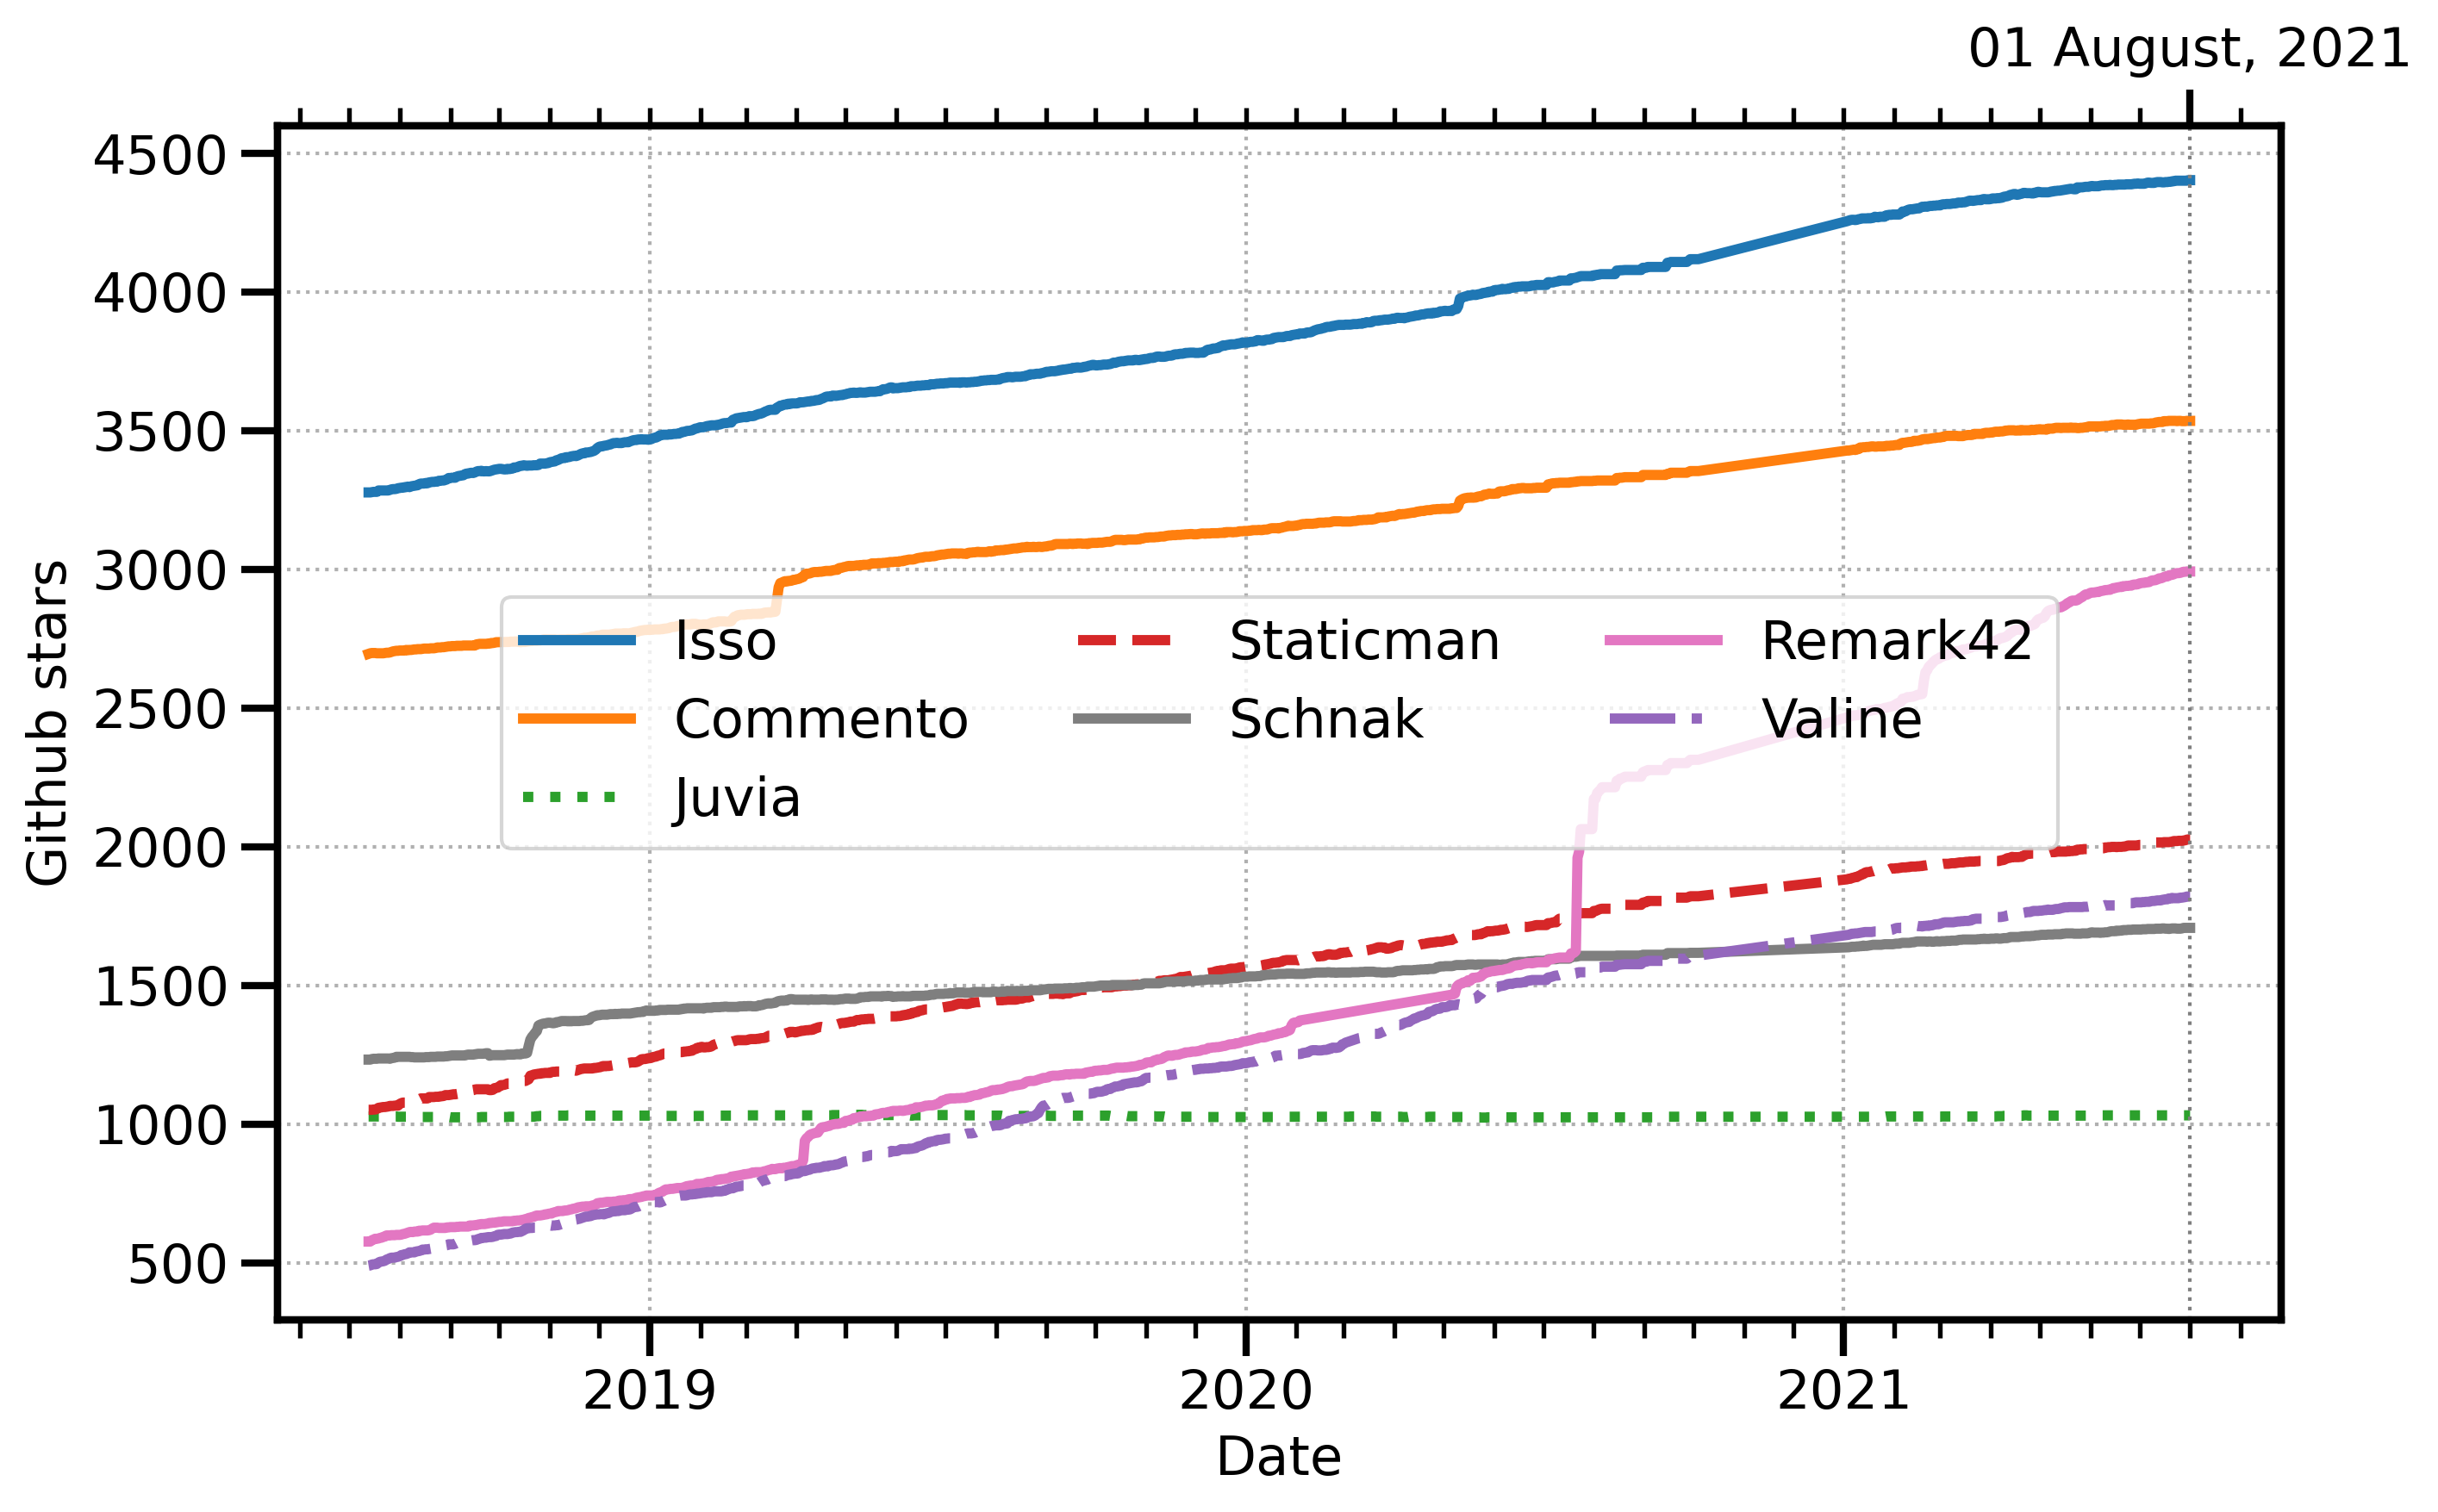 01 August, 2021
4500
4000
3500
3000
2500
2000
1500
1000
500
Github stars
Isso
Commento
Juvia
Staticman
Schnak
Remark42
Valine
2019
2020
2021
Date